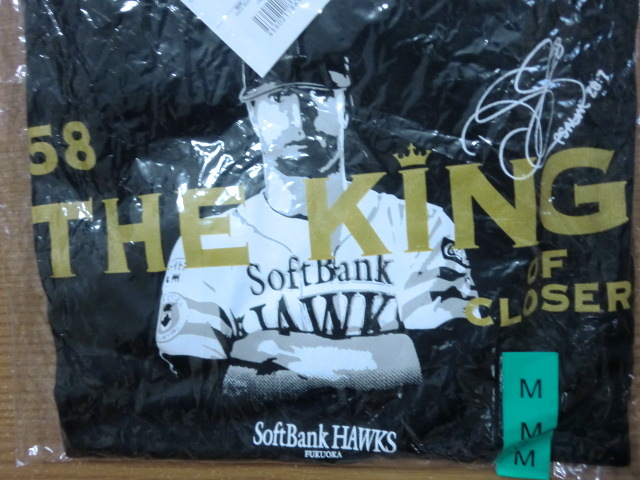 58
THE KING
OF
CLOSER
SoftBank
HAWK
SoftBank HAWKS
FUKUOKA
M
M
M